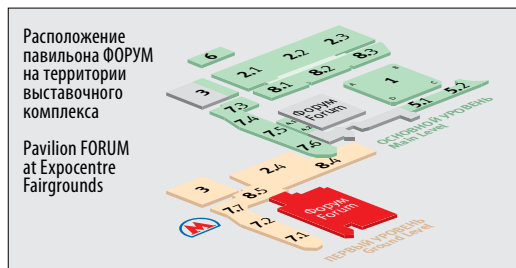 Расположение
павильона ФОРУМ
на территории
выставочного
комплекса
Pavilion FORUM
at Expocentre
Fairgrounds
6
2.1
2.2
2.3
3
8.1
8.2
8.3
1
A
B
C
D
7.3
7.4
7.5
7.6
Форум
Forum
5.1
5.2
ОСНОВНОЙ УРОВЕНЬ
Main Level
3
2.4
8.4
8.5
7.7
7.2
7.1
Форум
Forum
ПЕРВЫЙ УРОВЕНЬ
Ground Level
М